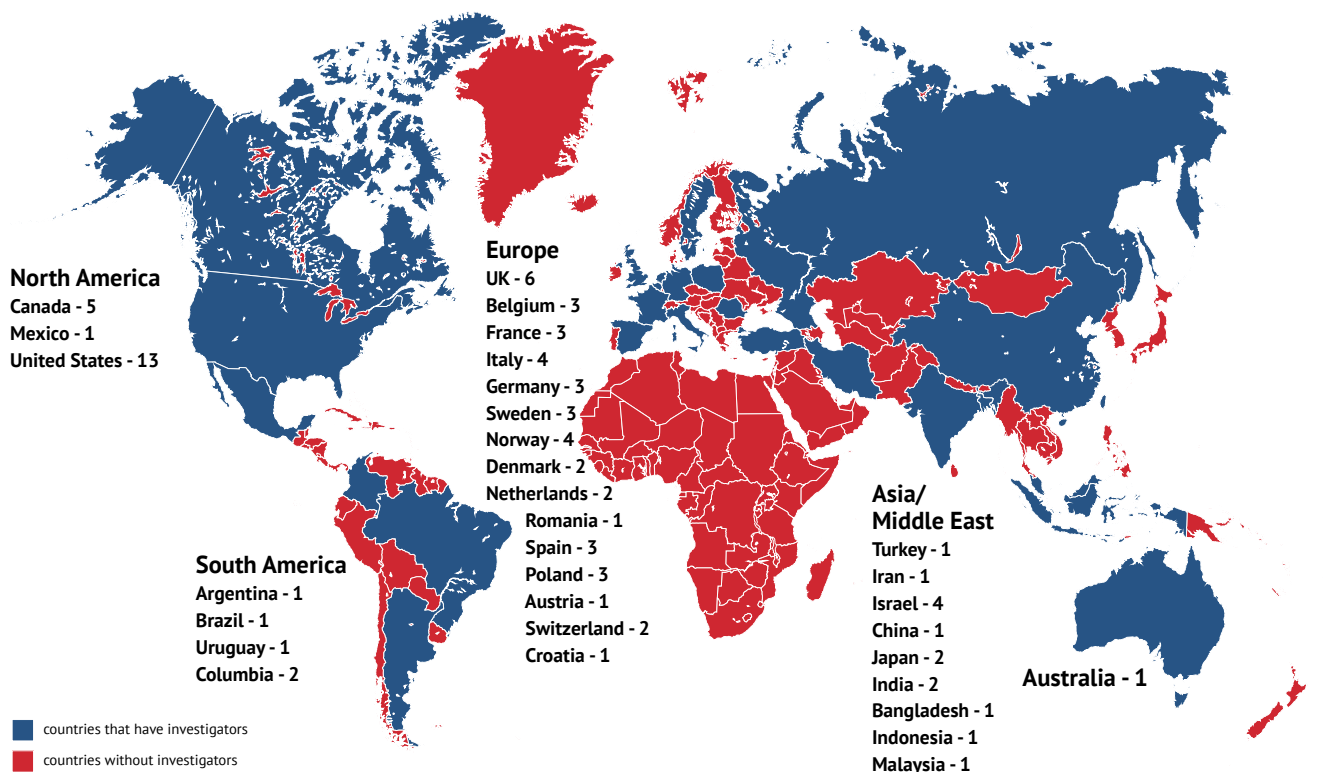 North America
Canada - 5
Mexico - 1
United States - 13
South America
Argentina - 1
Brazil - 1
Uruguay - 1
Columbia - 2
Europe
UK - 6
Belgium - 3
France - 3
Italy - 4
Germany - 3
Sweden - 3
Norway - 4
Denmark - 2
Netherlands - 2
Romania - 1
Spain - 3
Poland - 3
Austria - 1
Switzerland - 2
Croatia - 1
Asia/
Middle East
Turkey - 1
Iran - 1
Israel - 4
China - 1
Japan - 2
India - 2
Bangladesh - 1
Indonesia - 1
Malaysia - 1
Australia - 1
countries that have investigators
countries without investigators